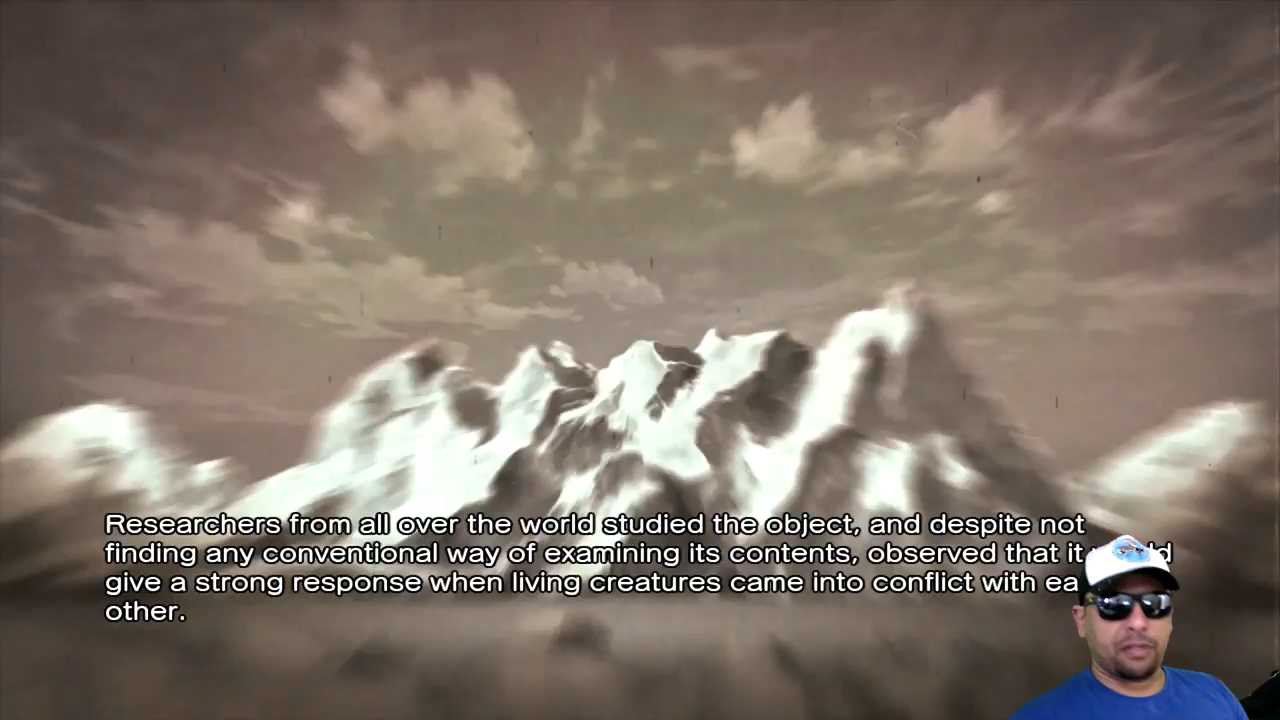 Researchers from all over the world studied the object, and despite not
finding any conventional way of examining its contents, observed that it
give a strong response when living creatures came into conflict with
other.